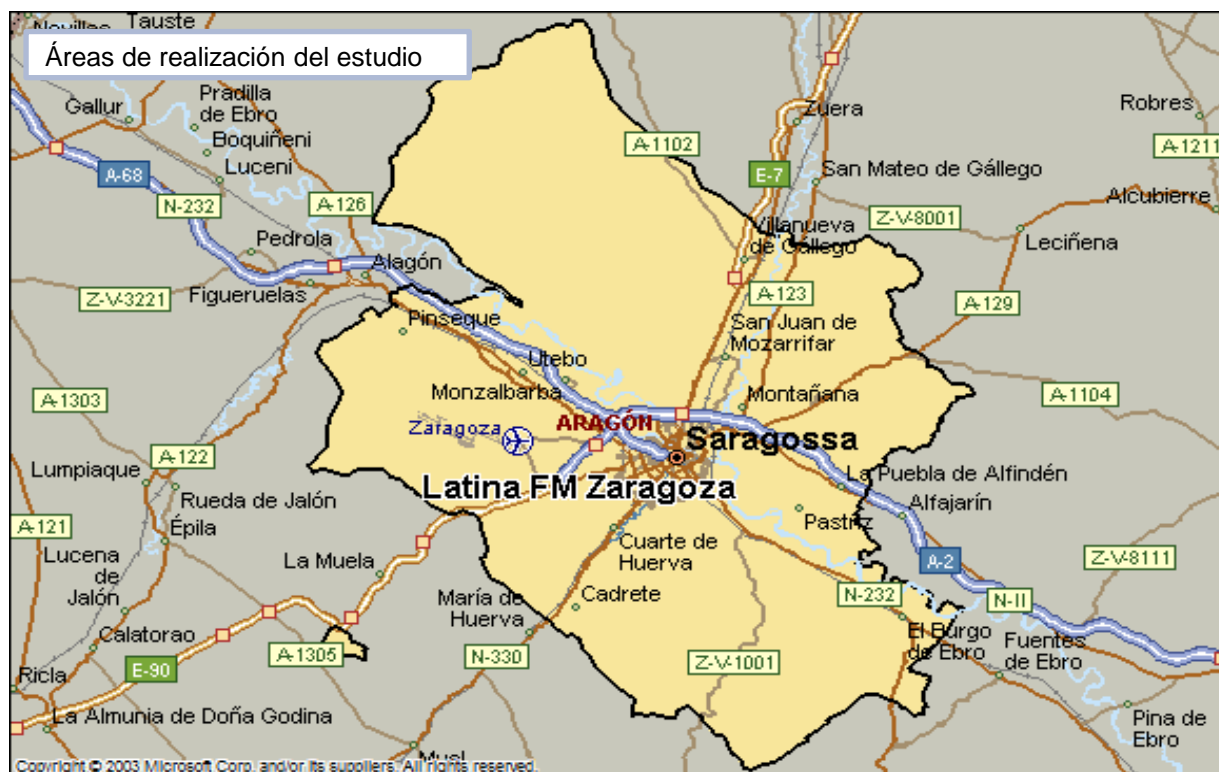 Novillas
Tauste
Áreas de realización del estudio
Gallur
Pradilla
de Ebro
Boquiñeni
Luceni
A-68
N-232
A-126
Pedrola
Alagón
Z-V-3221
Figueruelas
A-1102
Zuera
E-7
San Mateo de Gállego
Robres
A-1211
Alcubierre
Z-V-8001
Leciñena
Villanueva
de Gállego
A-123
A-129
San Juan de
Mozarrifar
Pinseque
Utebo
Monzalbarba
Montañana
A-1104
A-1303
Zaragoza
ARAGÓN
Saragossa
Latina FM Zaragoza
Lumpiaque
A-122
Rueda de Jalón
A-121
Épila
La Puebla de Alfindén
Alfajarín
Pastriz
Lucena
de
Jalón
La Muela
Cuarte de
Huerva
A-2
Z-V-8111
María de
Huerva
Cadrete
N-232
N-II
Calatorao
A-1305
N-330
Z-V-1001
El Burgo
de Ebro
Fuentes
de Ebro
Ricla
E-90
La Almunia de Doña Godina
Muel
Pina de
Ebro
Copyright © 2003 Microsoft Corp. and/or its suppliers. All rights reserved.